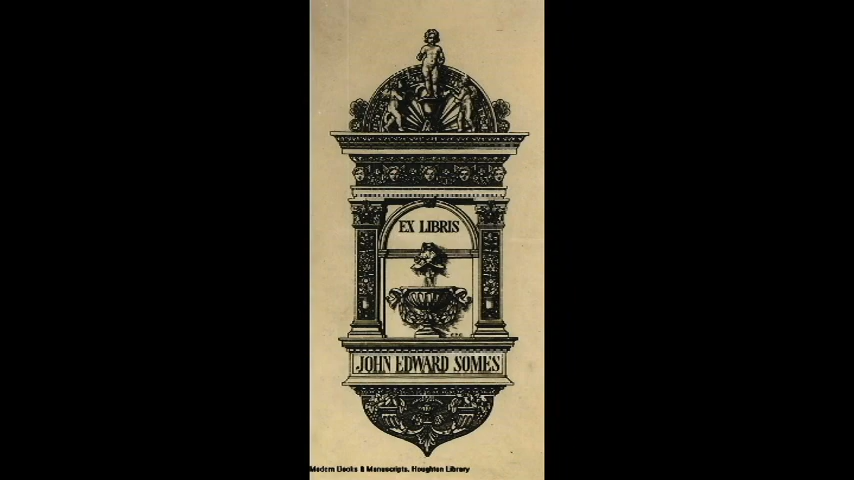 EX LIBRIS
JOHN EDWARD SOMES
Modern Books & Manuscripts, Houghton Library